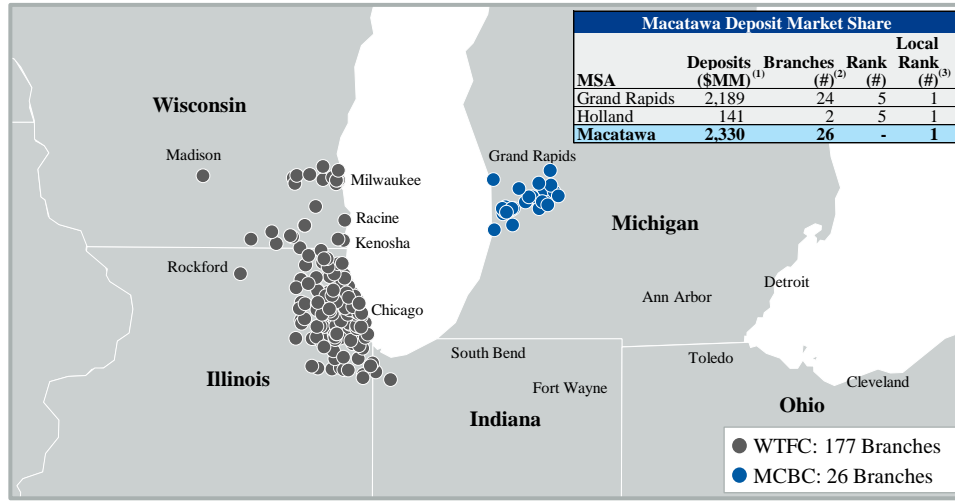 Macatawa Deposit Market Share
Local
Deposits Branches Rank Rank
MSA ($MM)(1) (#)(2) (#) (#)(3)
Grand Rapids 2,189 24 5 1
Holland 141 2 5 1
Macatawa 2,330 26 - 1
Wisconsin
Madison
Milwaukee
Grand Rapids
Racine
Michigan
Kenosha
Rockford
Detroit
Ann Arbor
Chicago
South Bend
Toledo
Illinois
Fort Wayne
Cleveland
Indiana
Ohio
WTFC: 177 Branches
MCBC: 26 Branches